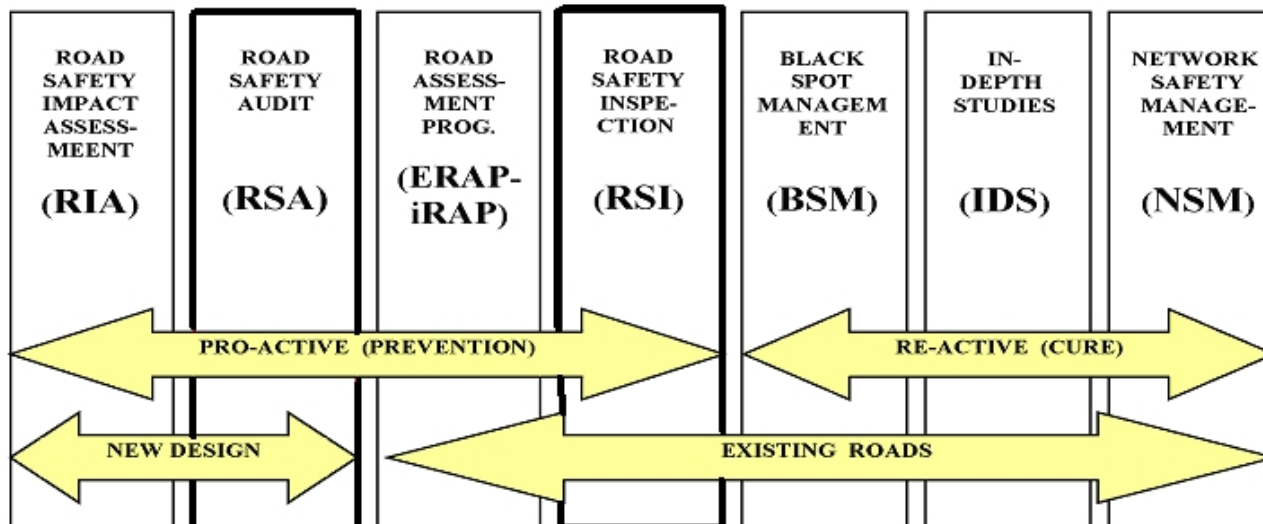 ROAD
SAFETY
IMPACT
ASSESS-
MEENT
(RIA)
ROAD
SAFETY
AUDIT
(RSA)
ROAD
ASSESS-
MENT
PROG.
(ERAP-
iRAP)
ROAD
SAFETY
INSPE-
CTION
(RSI)
BLACK
SPOT
MANAGEM
ENT
(BSM)
IN-
DEPTH
STUDIES
(IDS)
NETWORK
SAFETY
MANAGE-
MENT
(NSM)
PRO-ACTIVE (PREVENTION)
RE-ACTIVE (CURE)
NEW DESIGN
EXISTING ROADS